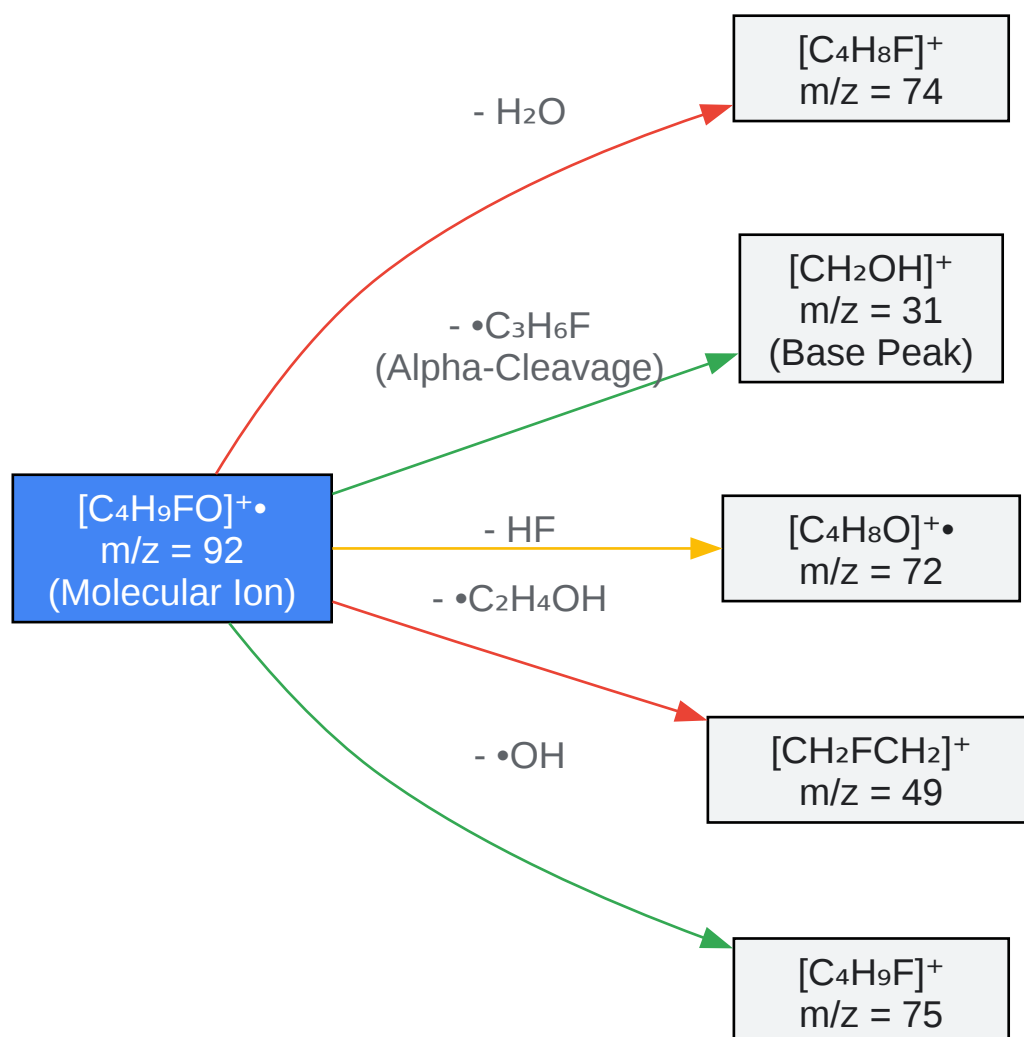 [C₄H₈F]⁺
m/z = 74
- H₂O
[CH₂OH]⁺
m/z = 31
(Base Peak)
- •C₃H₆F
(Alpha-Cleavage)
[C₄H₉FO]⁺•
m/z = 92
(Molecular Ion)
- HF
[C₄H₈O]⁺•
m/z = 72
- •C₂H₄OH
[CH₂FCH₂]⁺
m/z = 49
- •OH
[C₄H₉F]⁺
m/z = 75